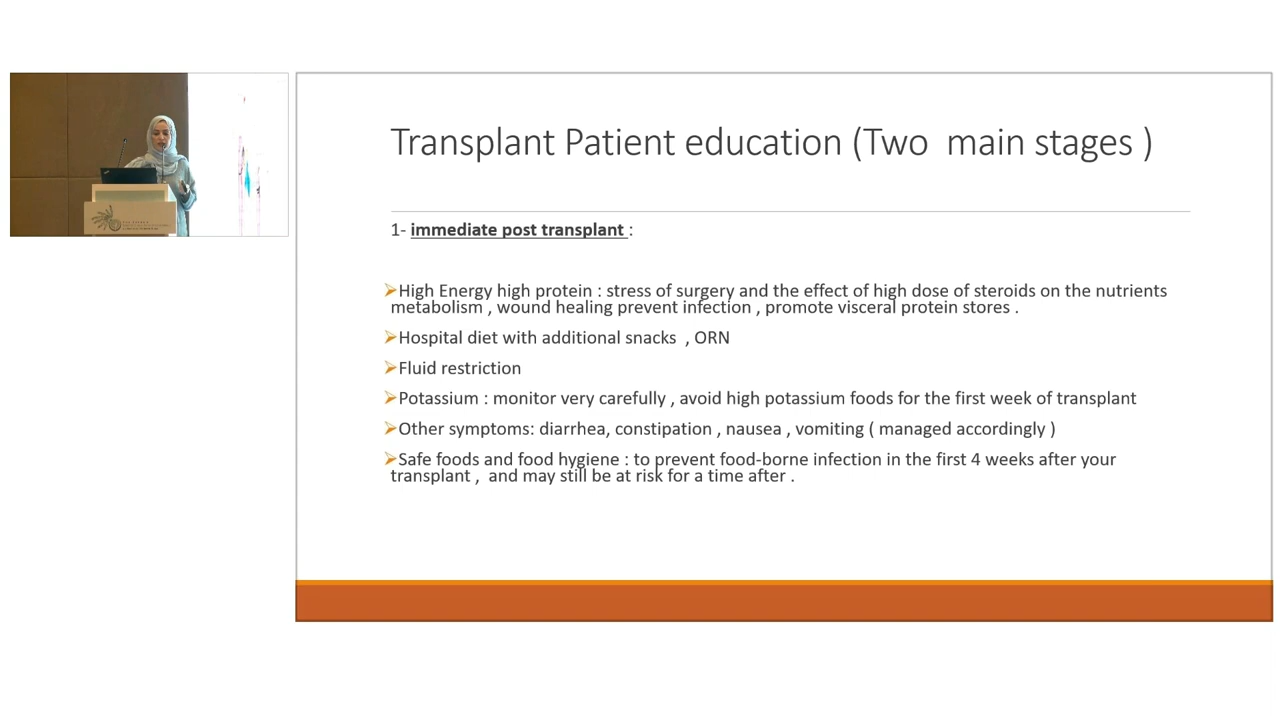 Transplant Patient education (Two  main stages )
1- immediate post transplant :
➢High Energy high protein : stress of surgery and the effect of high dose of steroids on the nutrients
metabolism , wound healing prevent infection , promote visceral protein stores .
➢Hospital diet with additional snacks  , ORN
➢Fluid restriction
➢Potassium : monitor very carefully , avoid high potassium foods for the first week of transplant
➢Other symptoms: diarrhea, constipation , nausea , vomiting ( managed accordingly )
➢Safe foods and food hygiene : to prevent food-borne infection in the first 4 weeks after your
transplant ,  and may still be at risk for a time after .